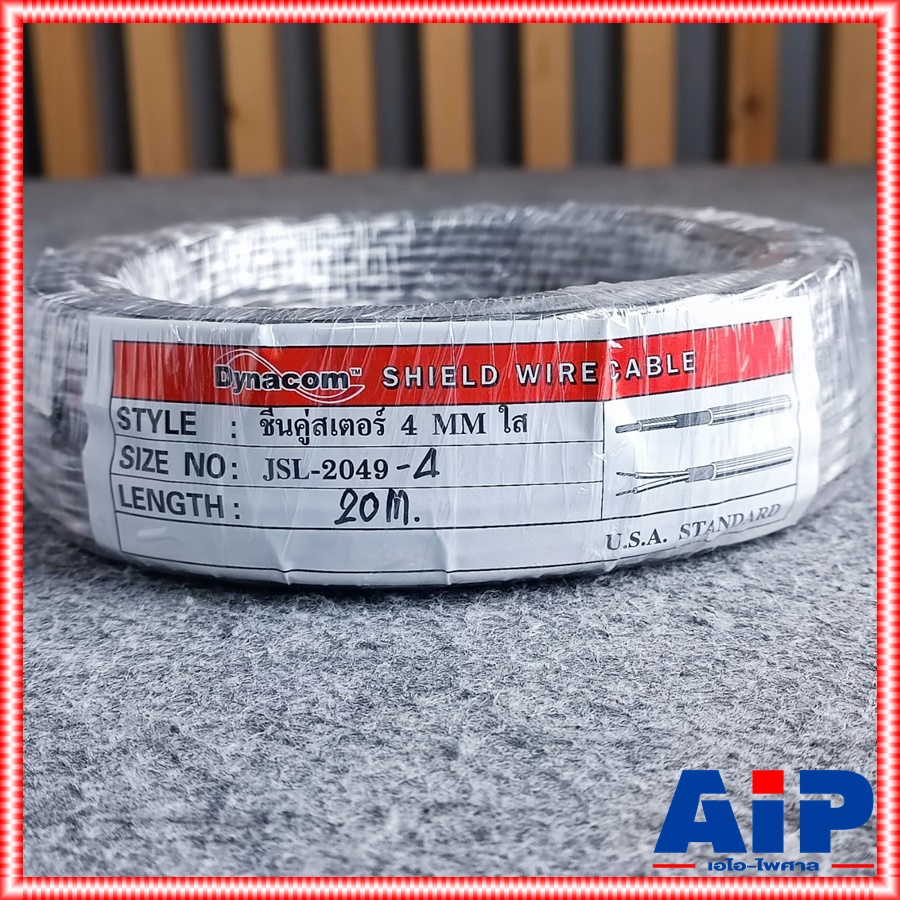 Dynacom™ SHIELD WIRE CABLE
STYLE : ชีนคู่สเตอร์ 4 MM ใส
SIZE NO: JSL-2049-4
LENGTH : 20M.
U.S.A. STANDARD
AiP
เอไอ-ไพศาล